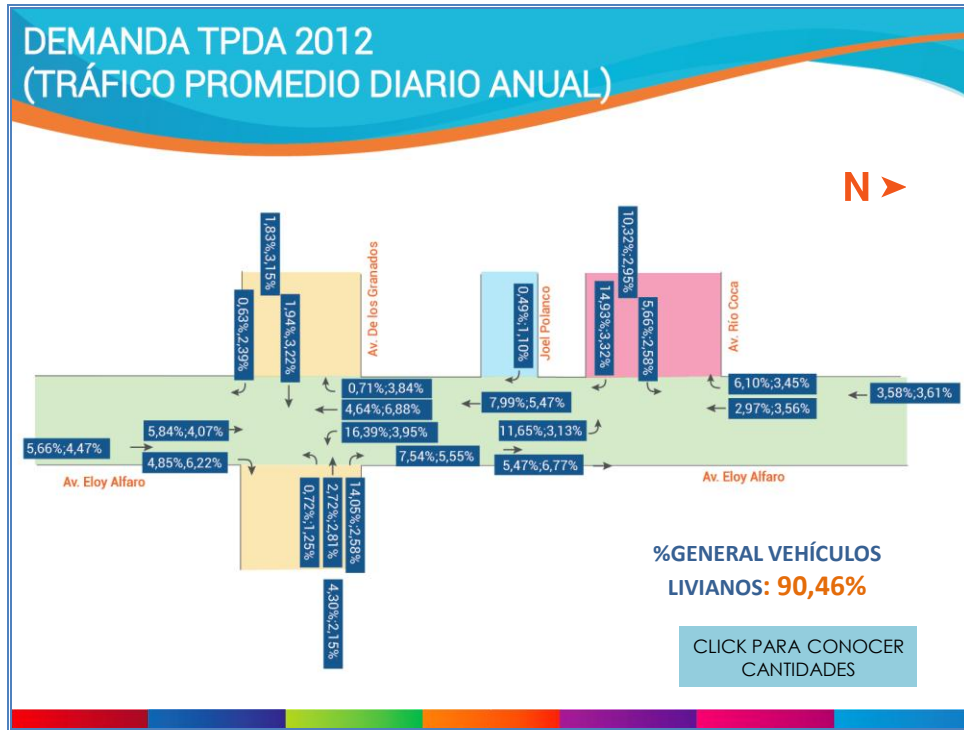 DEMANDA TPDA 2012
(TRÁFICO PROMEDIO DIARIO ANUAL)
N
1,83%;3,15%
0,63%;2,39%
1,94%;3,22%
Av. De los Granados
0,49%;1,10%
Joel Polanco
10,32%;2,95%
14,93%;3,32%
5,66%;2,58%
Av. Rio Coca
0,71%;3,84%
4,64%;6,88%
16,39%;3,95%
7,99%;5,47%
11,65%;3,13%
6,10%;3,45%
2,97%;3,56%
3,58%;3,61%
5,84%;4,07%
5,66%;4,47%
4,85%;6,22%
7,54%;5,55%
5,47%;6,77%
Av. Eloy Alfaro
Av. Eloy Alfaro
0,72%;1,25%
2,72%;2,81%
14,05%;2,58%
4,30%;2,15%
%GENERAL VEHÍCULOS
LIVIANOS: 90,46%
CLICK PARA CONOCER
CANTIDADES